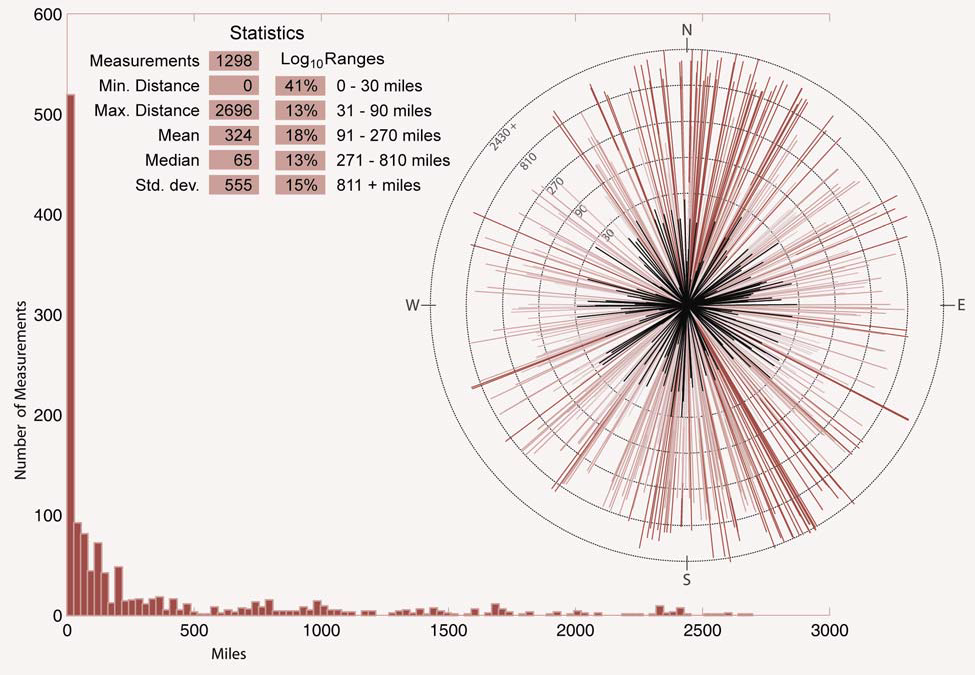 Statistics
Measurements 1298
Log10Ranges
Min. Distance 0
41% 0 - 30 miles
Max. Distance 2696
13% 31 - 90 miles
Mean 324
18% 91 - 270 miles
Median 65
13% 271 - 810 miles
Std. dev. 555
15% 811 + miles
600
500
400
300
200
100
0
Number of Measurements
0 500 1000 1500 2000 2500 3000
Miles
N
W
E
S
2430 +
810
270
90
30